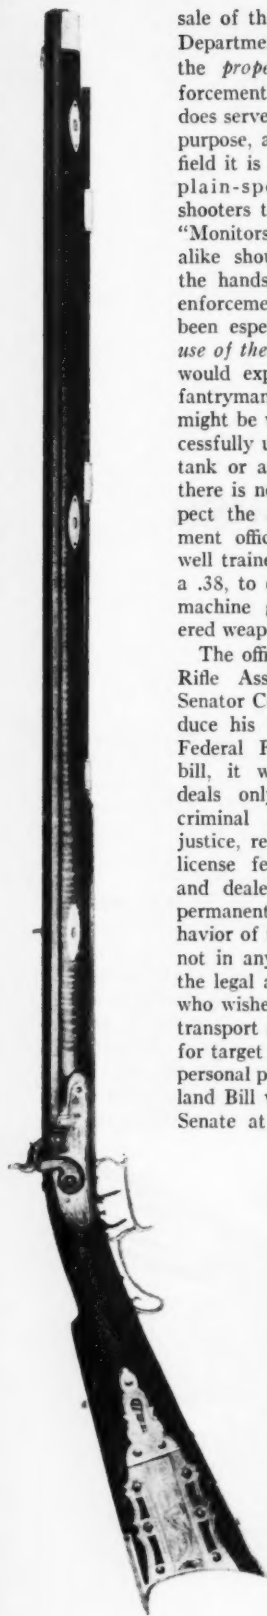 sale of th
Departme
the prope
forcement
does serve
purpose, a
field it is
plain-spe
shooters t
"Monitors
alike shou
the hands
enforceme
been espe
use of the
would exp
fantryman
might be
cessfully u
tank or a
there is no
pect the
ment offic
well traine
a .38, to
machine
ered weap
The offi
Rifle Ass
Senator C
duce his
Federal F
bill, it w
deals only
criminal
justice, re
license fe
and deale
permanent
havior of
not in any
the legal a
who wishe
transport
for target
personal p
land Bill
Senate at